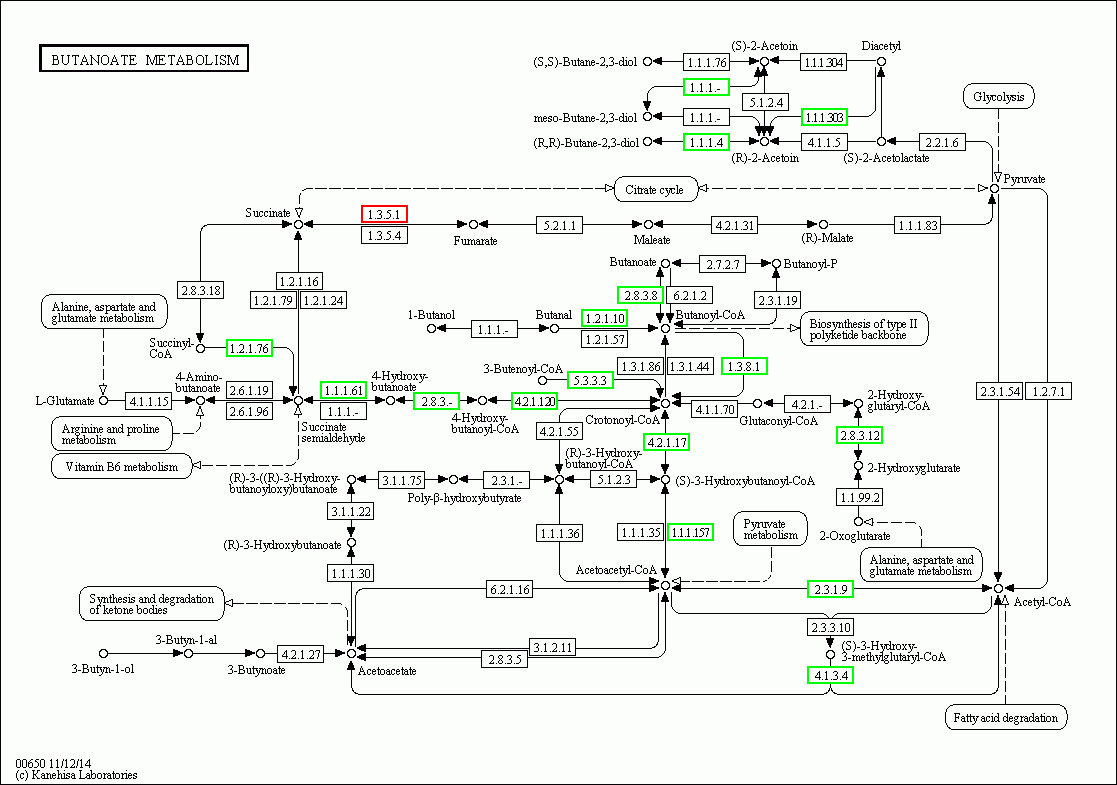 BUTANOATE METABOLISM
(S)-2-Acetoin
Diacetyl
(S,S)-Butane-2,3-diol
1.1.1.76
1.1.1.304
1.1.1.-
5.1.2.4
Glycolysis
meso-Butane-2,3-diol
1.1.1.-
1.1.1.303
(R,R)-Butane-2,3-diol
1.1.1.4
4.1.1.5
2.2.1.6
(R)-2-Acetoin
(S)-2-Acetolactate
Pyruvate
Citrate cycle
Succinate
1.3.5.1
1.3.5.4
Fumarate
5.2.1.1
Maleate
4.2.1.31
(R)-Malate
1.1.1.83
Butanoate
2.7.2.7
Butanoyl-P
2.8.3.18
1.2.1.16
1.2.1.79
1.2.1.24
2.8.3.8
6.2.1.2
2.3.1.19
Alanine, aspartate and
glutamate metabolism
1-Butanol
Butanal
1.2.1.10
Butanoyl-CoA
1.1.1.-
1.2.1.57
Biosynthesis of type II
polyketide backbone
Succinyl-
CoA
1.2.1.76
3-Butenoyl-CoA
1.3.1.86
1.3.1.44
1.3.8.1
4-Amino-
butanoate
4-Hydroxy-
butanoate
5.3.3.3
L-Glutamate
4.1.1.15
2.6.1.19
2.6.1.96
1.1.1.61
1.1.1.-
2.8.3.-
4.2.1.120
4-Hydroxy-
butanoyl-CoA
Crotonoyl-CoA
4.1.1.70
Glutaconyl-CoA
4.2.1.-
2-Hydroxy-
glutaryl-CoA
2.3.1.54
1.2.7.1
Arginine and proline
metabolism
Succinate
semialdehyde
4.2.1.55
4.2.1.17
2.8.3.12
Vitamin B6 metabolism
(R)-3-Hydroxy-
butanoyl-CoA
2-Hydroxyglutarate
(R)-3-((R)-3-Hydroxy-
butanoyloxy)butanoate
3.1.1.75
Poly-β-hydroxybutyrate
2.3.1.-
5.1.2.3
(S)-3-Hydroxybutanoyl-CoA
1.1.99.2
3.1.1.22
1.1.1.36
1.1.1.35
1.1.1.157
Pyruvate
metabolism
2-Oxoglutarate
(R)-3-Hydroxybutanoate
Alanine, aspartate and
glutamate metabolism
1.1.1.30
Acetoacetyl-CoA
6.2.1.16
2.3.1.9
Acetyl-CoA
Synthesis and degradation
of ketone bodies
2.3.3.10
3-Butyn-1-al
3-Butyn-1-ol
3-Butynoate
4.2.1.27
Acetoacetate
3.1.2.11
2.8.3.5
(S)-3-Hydroxy-
3-methylglutaryl-CoA
4.1.3.4
Fatty acid degradation
00650 11/12/14
(c) Kanehisa Laboratories